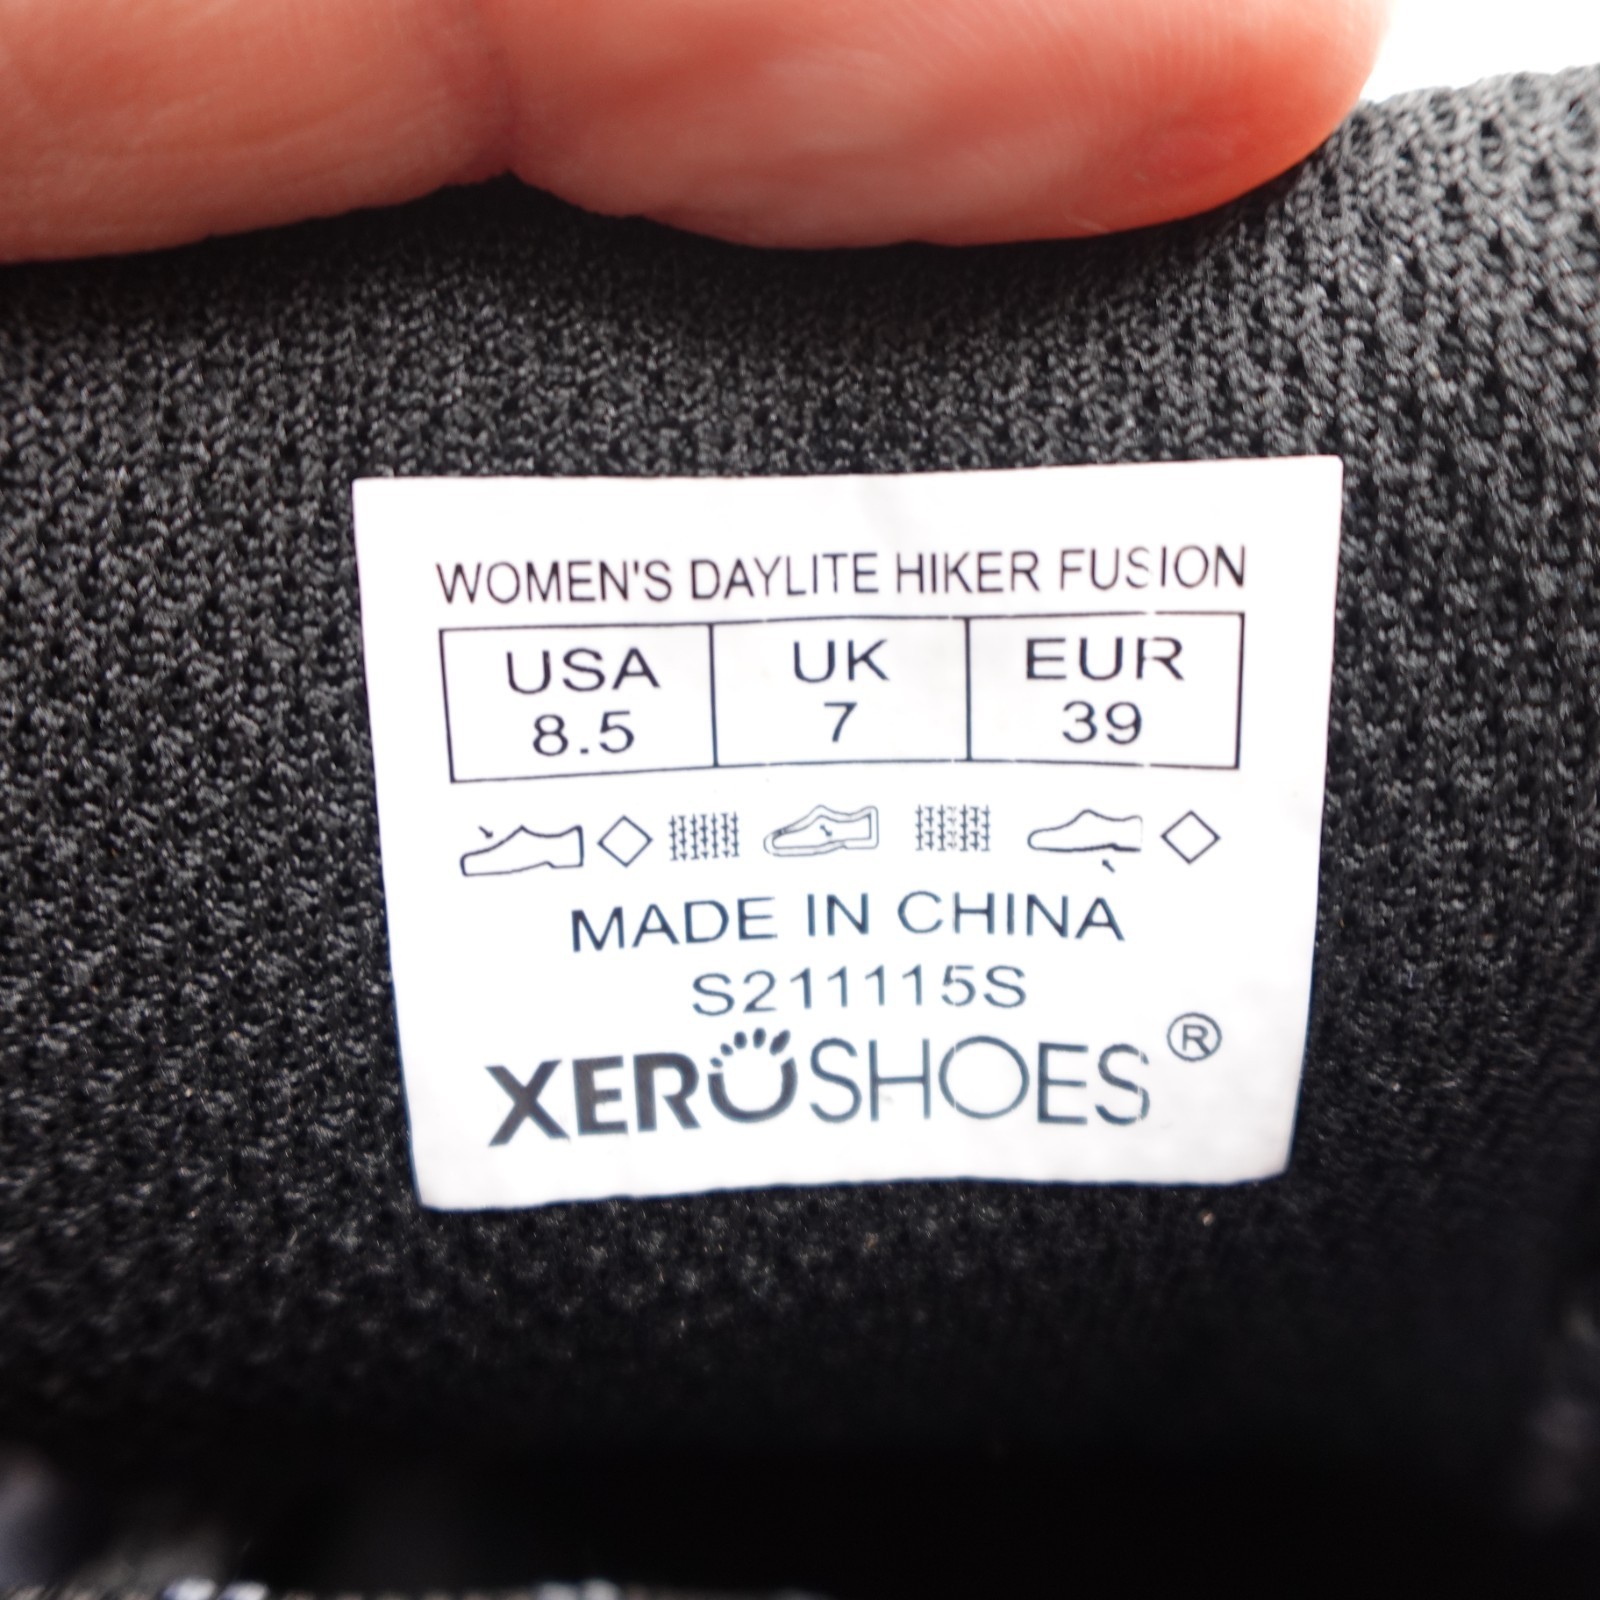 WOMEN'S DAYLITE HIKER FUSION
USA UK EUR
8.5 7 39
MADE IN CHINA
S211115S
XEROSHOES®